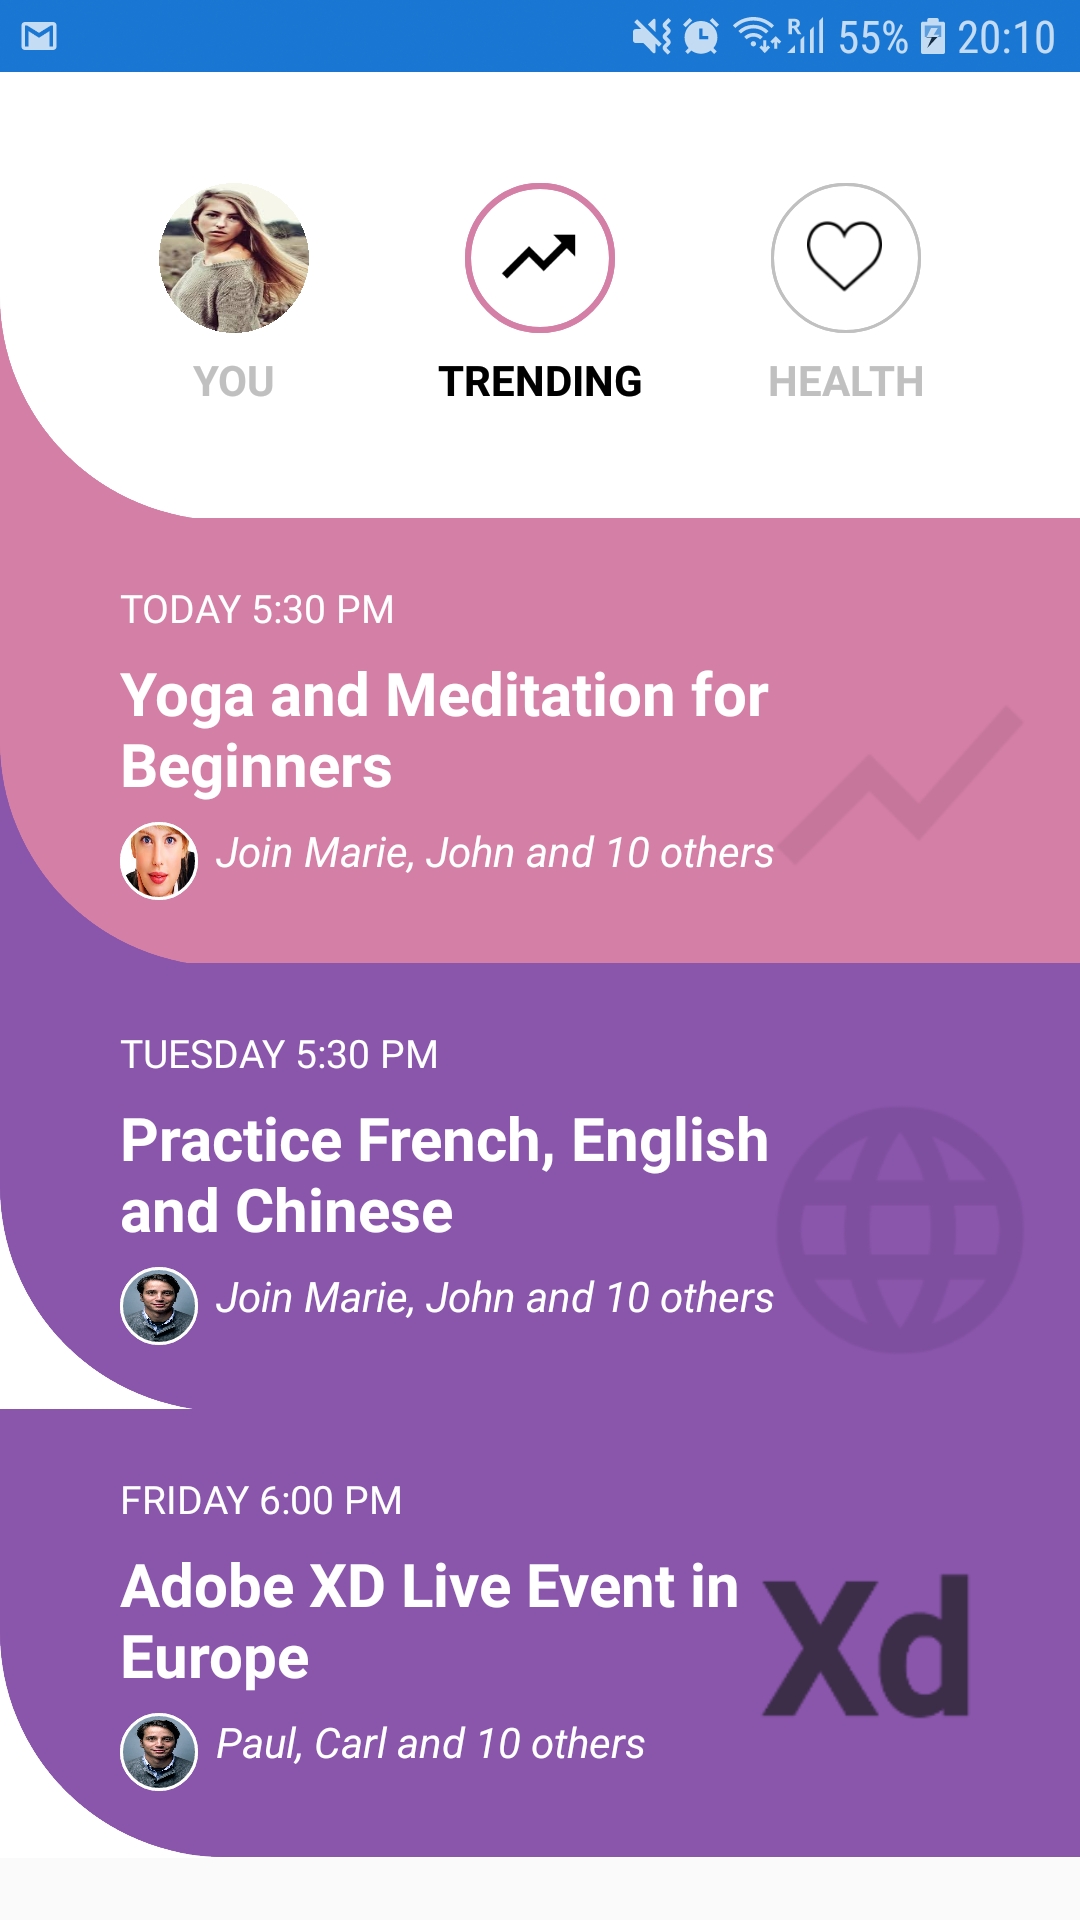 R 55% 20:10
YOU TRENDING HEALTH
TODAY 5:30 PM
Yoga and Meditation for
Beginners
Join Marie, John and 10 others
TUESDAY 5:30 PM
Practice French, English
and Chinese
Join Marie, John and 10 others
FRIDAY 6:00 PM
Adobe XD Live Event in
Europe
Xd
Paul, Carl and 10 others